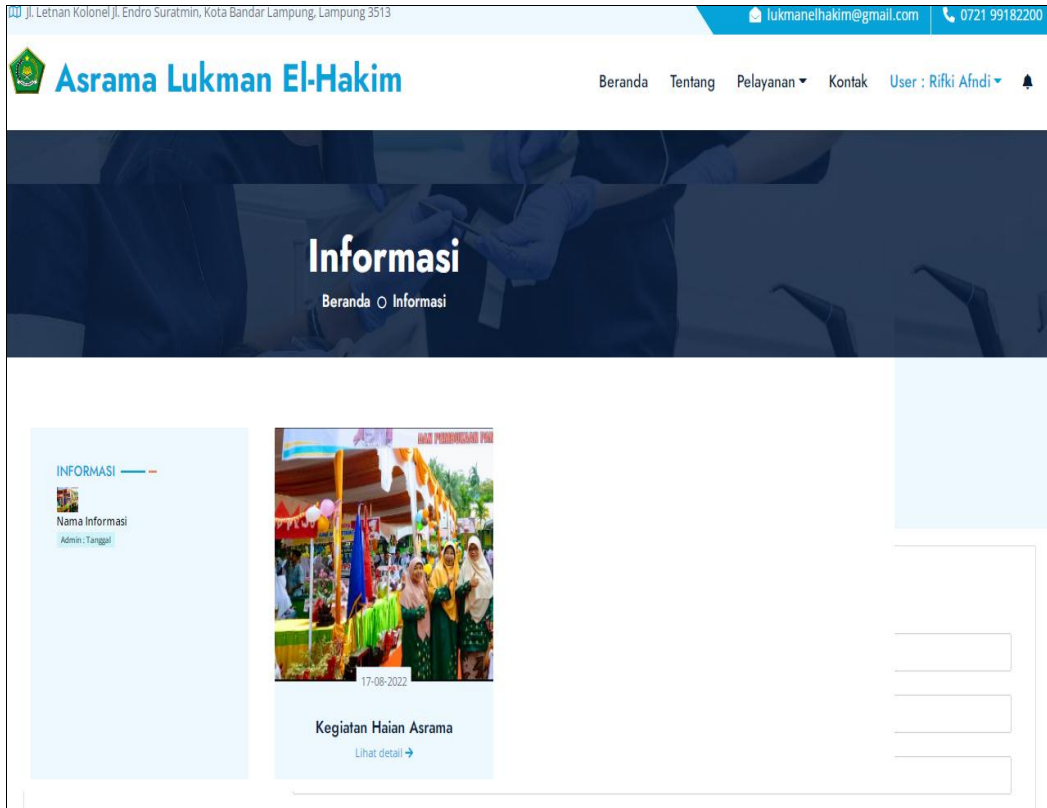 Jl. Letnan Kolonel Jl. Endro Suratmin, Kota Bandar Lampung, Lampung 3513
lukmanelhakim@gmail.com
0721 99182200
Asrama Lukman El-Hakim
Beranda Tentang Pelayanan Kontak User : Rifki Afndi
Informasi
Beranda Informasi
INFORMASI
Nama Informasi
Admin : Tanggal
17-08-2022
Kegiatan Haian Asrama
Lihat detail